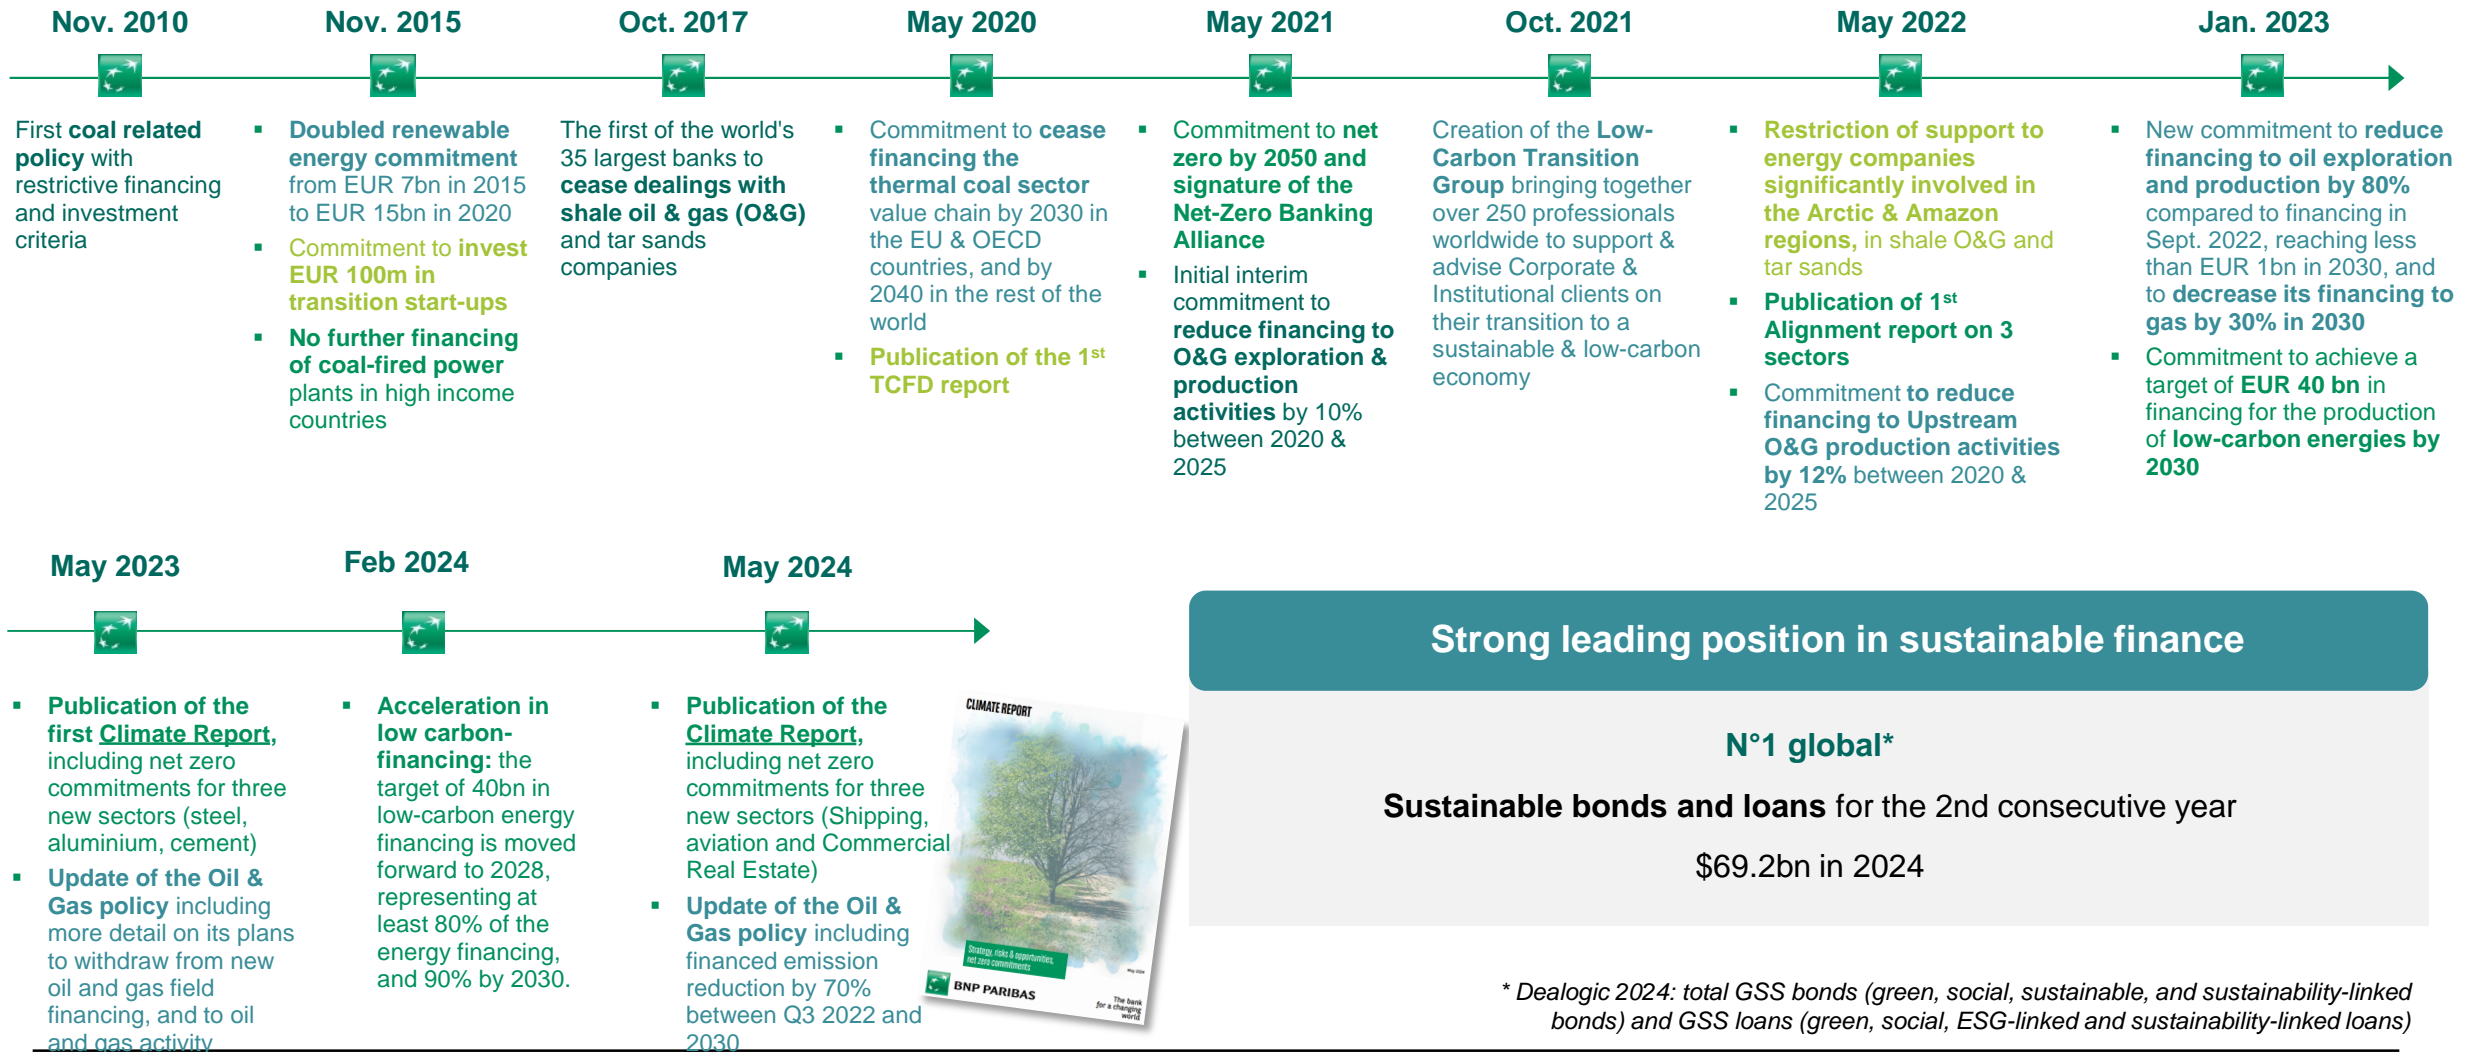 Nov. 2010
First coal related
policy with
restrictive financing
and investment
criteria
Nov. 2015
▪ Doubled renewable
energy commitment
from EUR 7bn in 2015
to EUR 15bn in 2020
▪ Commitment to invest
EUR 100m in
transition start-ups
▪ No further financing
of coal-fired power
plants in high income
countries
Oct. 2017
The first of the world's
35 largest banks to
cease dealings with
shale oil & gas (O&G)
and tar sands
companies
May 2020
▪ Commitment to cease
financing the
thermal coal sector
value chain by 2030 in
the EU & OECD
countries, and by
2040 in the rest of the
world
▪ Publication of the 1st
TCFD report
May 2021
▪ Commitment to net
zero by 2050 and
signature of the
Net-Zero Banking
Alliance
▪ Initial interim
commitment to
reduce financing to
O&G exploration &
production
activities by 10%
between 2020 &
2025
Oct. 2021
Creation of the Low-
Carbon Transition
Group bringing together
over 250 professionals
worldwide to support &
advise Corporate &
Institutional clients on
their transition to a
sustainable & low-carbon
economy
May 2022
▪ Restriction of support to
energy companies
significantly involved in
the Arctic & Amazon
regions, in shale O&G and
tar sands
▪ Publication of 1st
Alignment report on 3
sectors
▪ Commitment to reduce
financing to Upstream
O&G production activities
by 12% between 2020 &
2025
Jan. 2023
▪ New commitment to reduce
financing to oil exploration
and production by 80%
compared to financing in
Sept. 2022, reaching less
than EUR 1bn in 2030, and
to decrease its financing to
gas by 30% in 2030
▪ Commitment to achieve a
target of EUR 40 bn in
financing for the production
of low-carbon energies by
2030
May 2023
▪ Publication of the
first Climate Report,
including net zero
commitments for three
new sectors (steel,
aluminium, cement)
▪ Update of the Oil &
Gas policy including
more detail on its plans
to withdraw from new
oil and gas field
financing, and to oil
and gas activity
Feb 2024
▪ Acceleration in
low carbon-
financing: the
target of 40bn in
low-carbon energy
financing is moved
forward to 2028,
representing at
least 80% of the
energy financing,
and 90% by 2030.
May 2024
▪ Publication of the
Climate Report,
including net zero
commitments for three
new sectors (Shipping,
aviation and Commercial
Real Estate)
▪ Update of the Oil &
Gas policy including
financed emission
reduction by 70%
between Q3 2022 and
2030
CLIMATE REPORT
Strategy, risks & opportunities,
net zero commitments
May 2024
BNP PARIBAS
The bank
for a changing
world
Strong leading position in sustainable finance
N°1 global*
Sustainable bonds and loans for the 2nd consecutive year
$69.2bn in 2024
* Dealogic 2024: total GSS bonds (green, social, sustainable, and sustainability-linked
bonds) and GSS loans (green, social, ESG-linked and sustainability-linked loans)